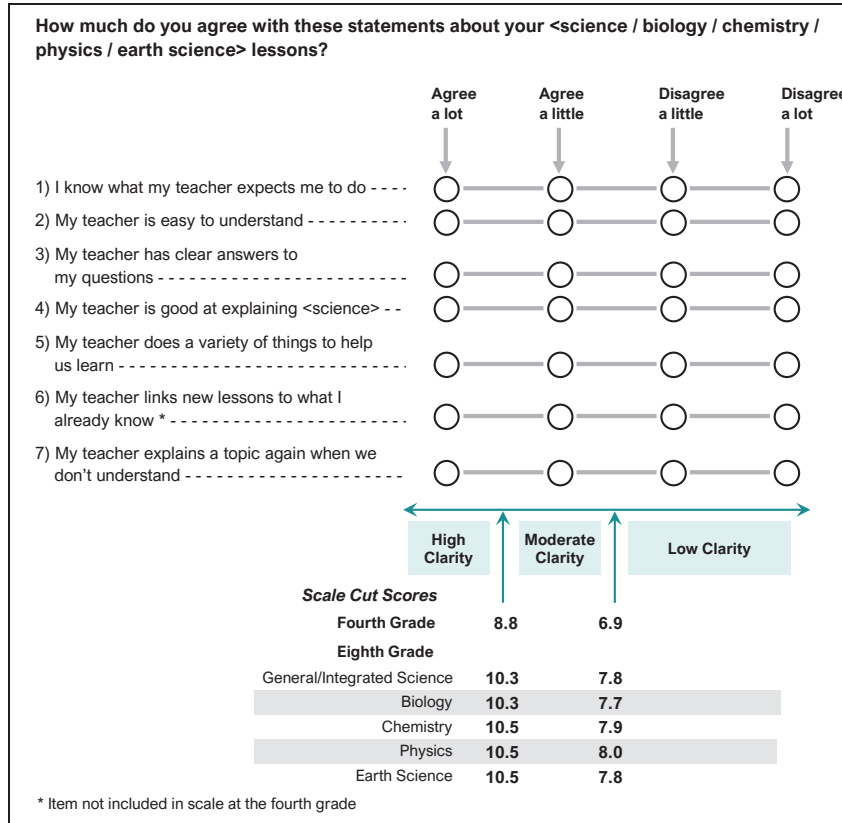 How much do you agree with these statements about your <science / biology / chemistry /
physics / earth science> lessons?
Agree a lot
Agree a little
Disagree a little
Disagree a lot
1) I know what my teacher expects me to do - - - -
2) My teacher is easy to understand - - - - - - - - - - -
3) My teacher has clear answers to
my questions - - - - - - - - - - - - - - - - - - - - - - - - - - -
4) My teacher is good at explaining <science> - -
5) My teacher does a variety of things to help
us learn - - - - - - - - - - - - - - - - - - - - - - - - - - - - - - -
6) My teacher links new lessons to what I
already know * - - - - - - - - - - - - - - - - - - - - - - - - - -
7) My teacher explains a topic again when we
don’t understand - - - - - - - - - - - - - - - - - - - - - - - -
High Clarity
Moderate Clarity
Low Clarity
Scale Cut Scores
Fourth Grade 8.8 6.9
Eighth Grade
General/Integrated Science 10.3 7.8
Biology 10.3 7.7
Chemistry 10.5 7.9
Physics 10.5 8.0
Earth Science 10.5 7.8
* Item not included in scale at the fourth grade